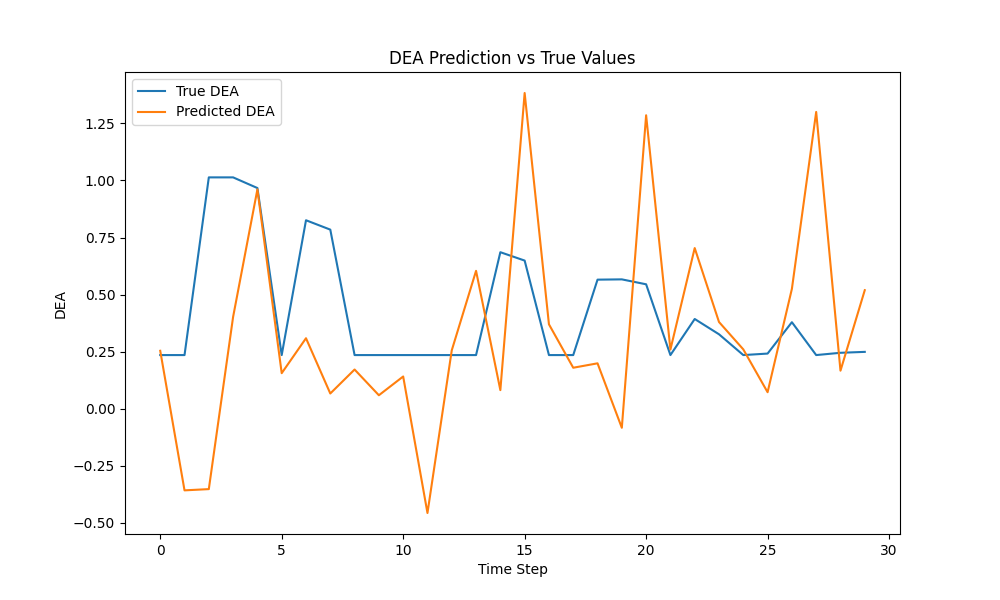 DEA Prediction vs True Values
True DEA
Predicted DEA
DEA
1.25
1.00
0.75
0.50
0.25
0.00
−0.25
−0.50
0 5 10 15 20 25 30
Time Step